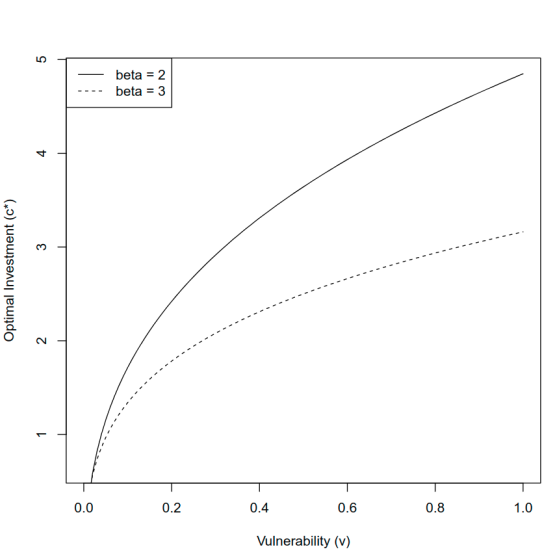 beta = 2
beta = 3
Optimal Investment (c*)
5
4
3
2
1
0.0 0.2 0.4 0.6 0.8 1.0
Vulnerability (v)